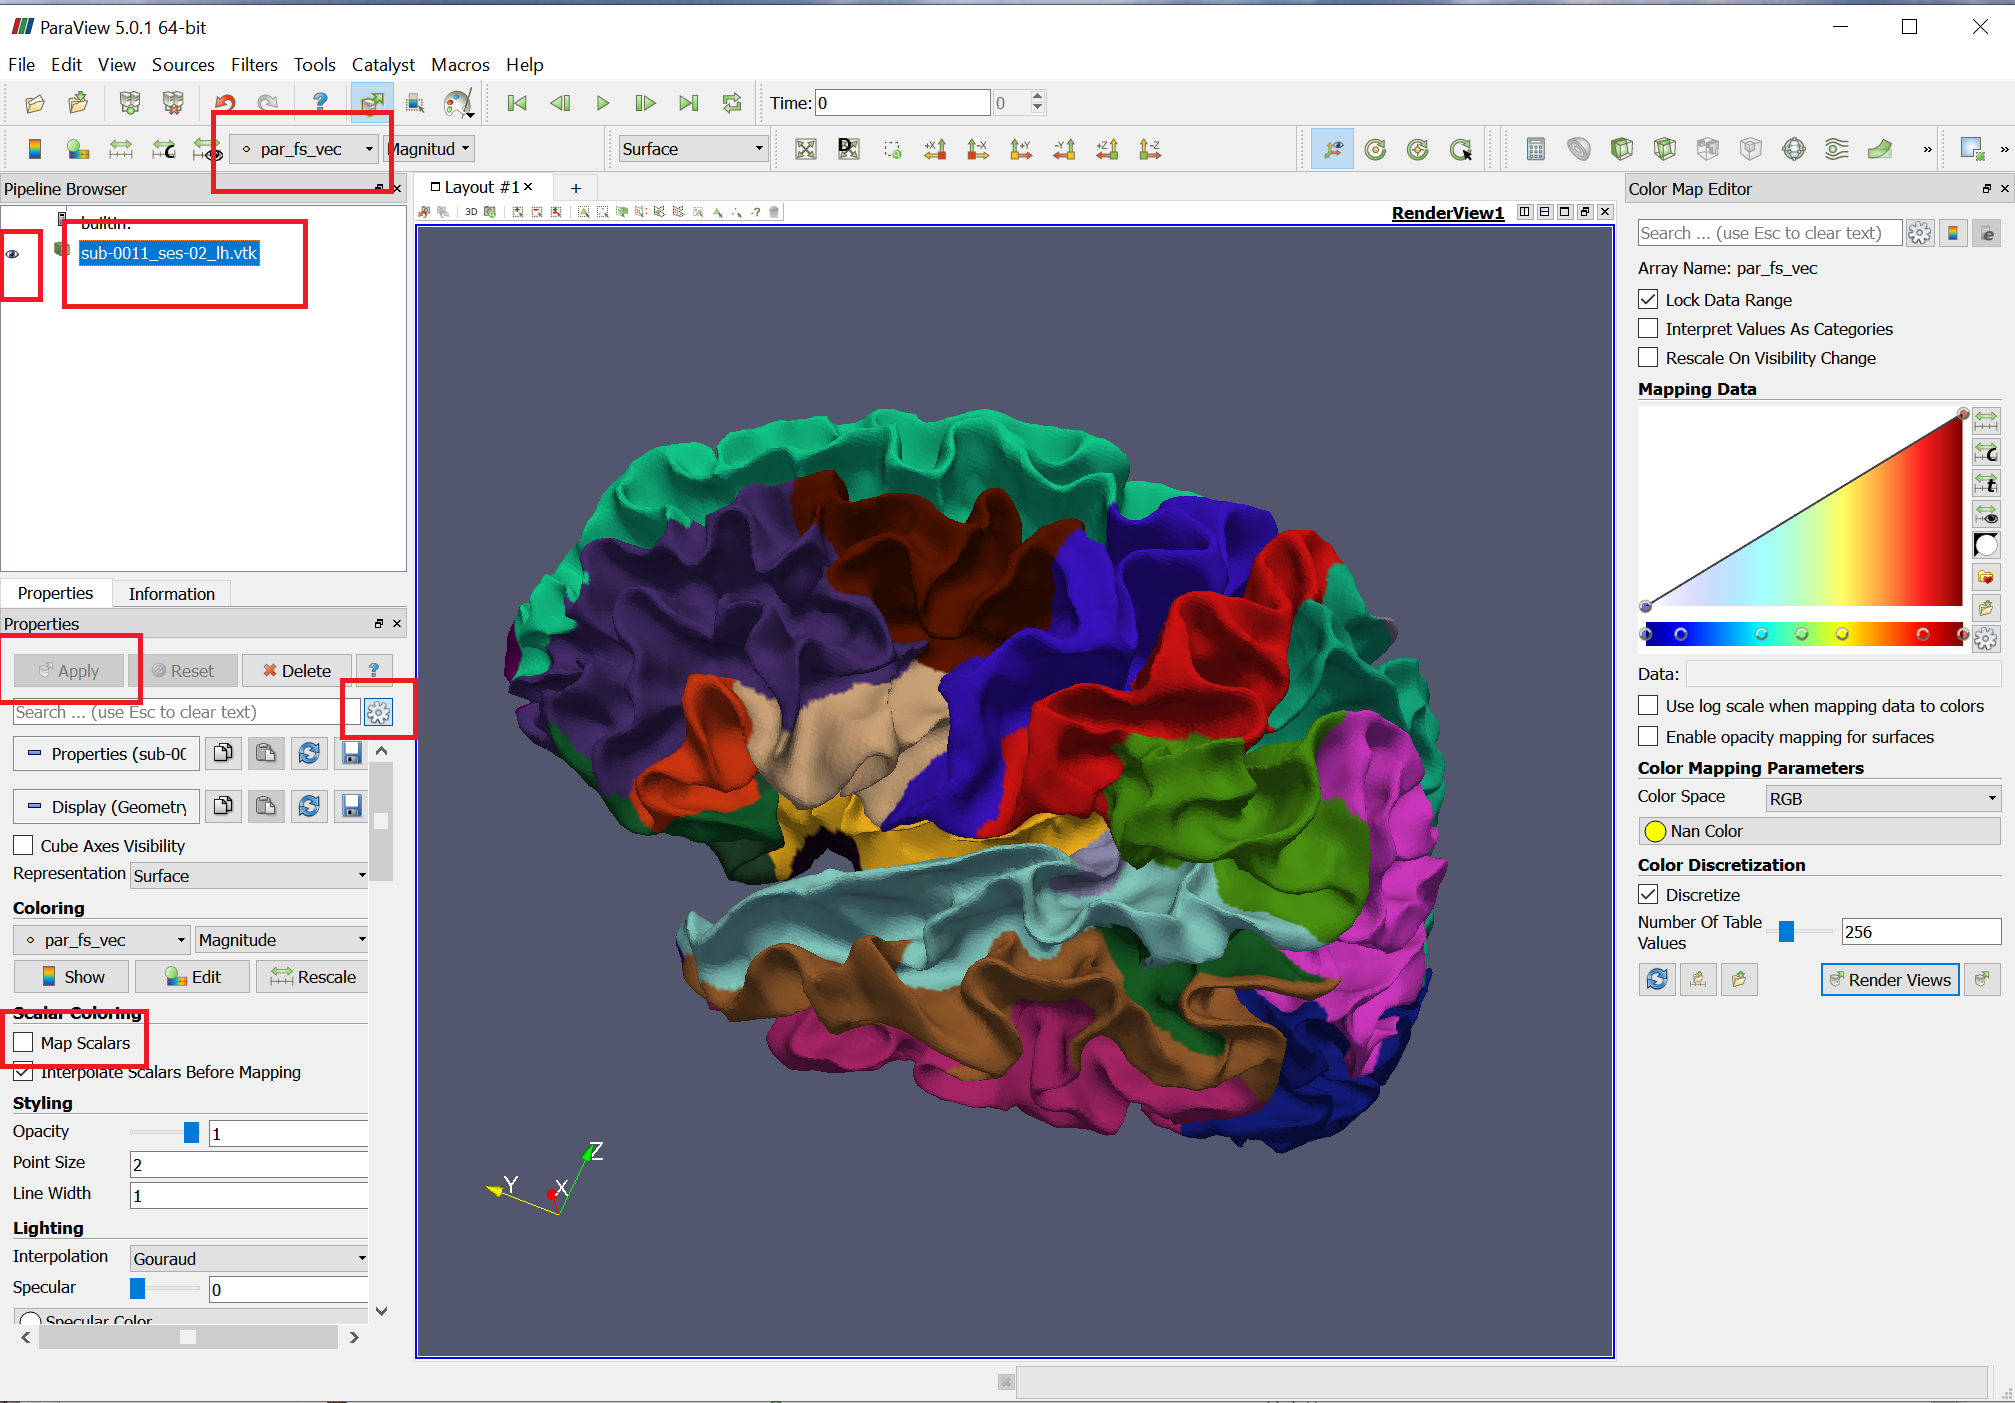 ParaView 5.0.1 64-bit
File Edit View Sources Filters Tools Catalyst Macros Help
Time: 0 0
par_fs_vec Magnitud Surface
Pipeline Browser
builtin:
sub-0011_ses-02_lh.vtk
Properties Information
Properties
Apply Reset Delete ?
Search ... (use Esc to clear text)
Properties (sub-00
Display (Geometry
Cube Axes Visibility
Representation Surface
Coloring
par_fs_vec Magnitude
Show Edit Rescale
Scalar Coloring
Map Scalars
Interpolate Scalars Before Mapping
Styling
Opacity 1
Point Size 2
Line Width 1
Lighting
Interpolation Gouraud
Specular 0
Specular Color
Layout #1 +
3D RenderView1
Z
Y X
Color Map Editor
Search ... (use Esc to clear text)
Array Name: par_fs_vec
Lock Data Range
Interpret Values As Categories
Rescale On Visibility Change
Mapping Data
Data:
Use log scale when mapping data to colors
Enable opacity mapping for surfaces
Color Mapping Parameters
Color Space RGB
Nan Color
Color Discretization
Discretize
Number Of Table Values 256
Render Views